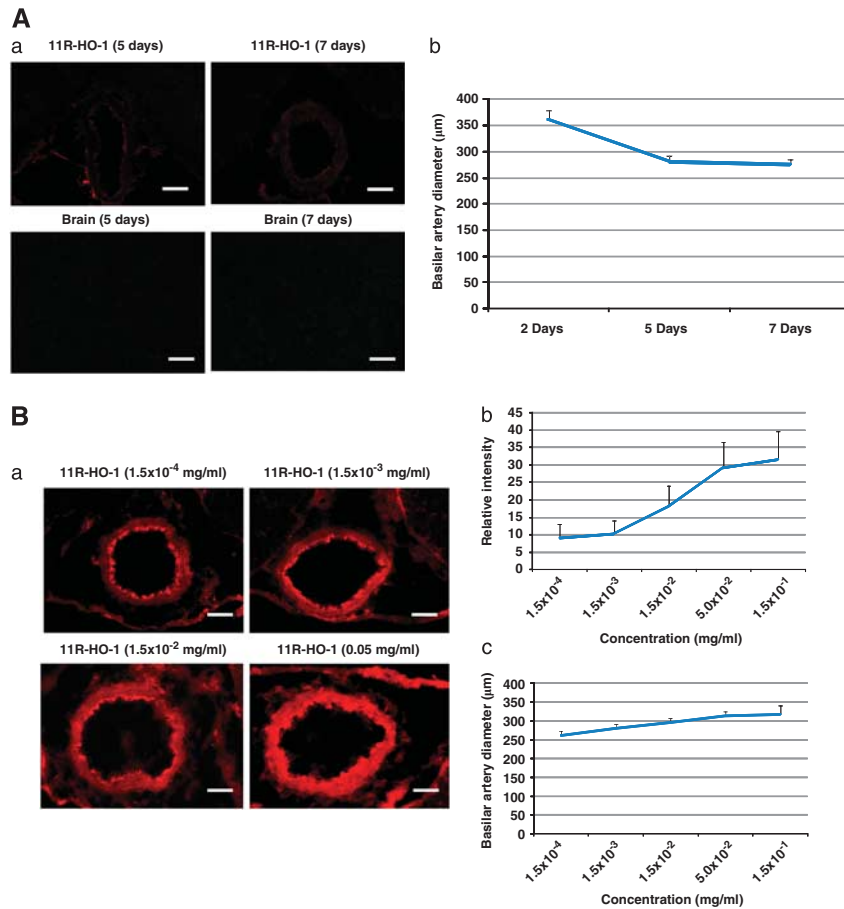 A
a
11R-HO-1 (5 days) 11R-HO-1 (7 days)
Brain (5 days) Brain (7 days)
b
Basilar artery diameter (μm)
400
350
300
250
200
150
100
50
0
2 Days 5 Days 7 Days
B
a
11R-HO-1 (1.5x10⁻⁴ mg/ml) 11R-HO-1 (1.5x10⁻³ mg/ml)
11R-HO-1 (1.5x10⁻² mg/ml) 11R-HO-1 (0.05 mg/ml)
b
Relative intensity
45
40
35
30
25
20
15
10
5
0
1.5x10⁻⁴ 1.5x10⁻³ 1.5x10⁻² 5.0x10⁻² 1.5x10⁻¹
Concentration (mg/ml)
c
Basilar artery diameter (μm)
400
350
300
250
200
150
100
50
0
1.5x10⁻⁴ 1.5x10⁻³ 1.5x10⁻² 5.0x10⁻² 1.5x10⁻¹
Concentration (mg/ml)